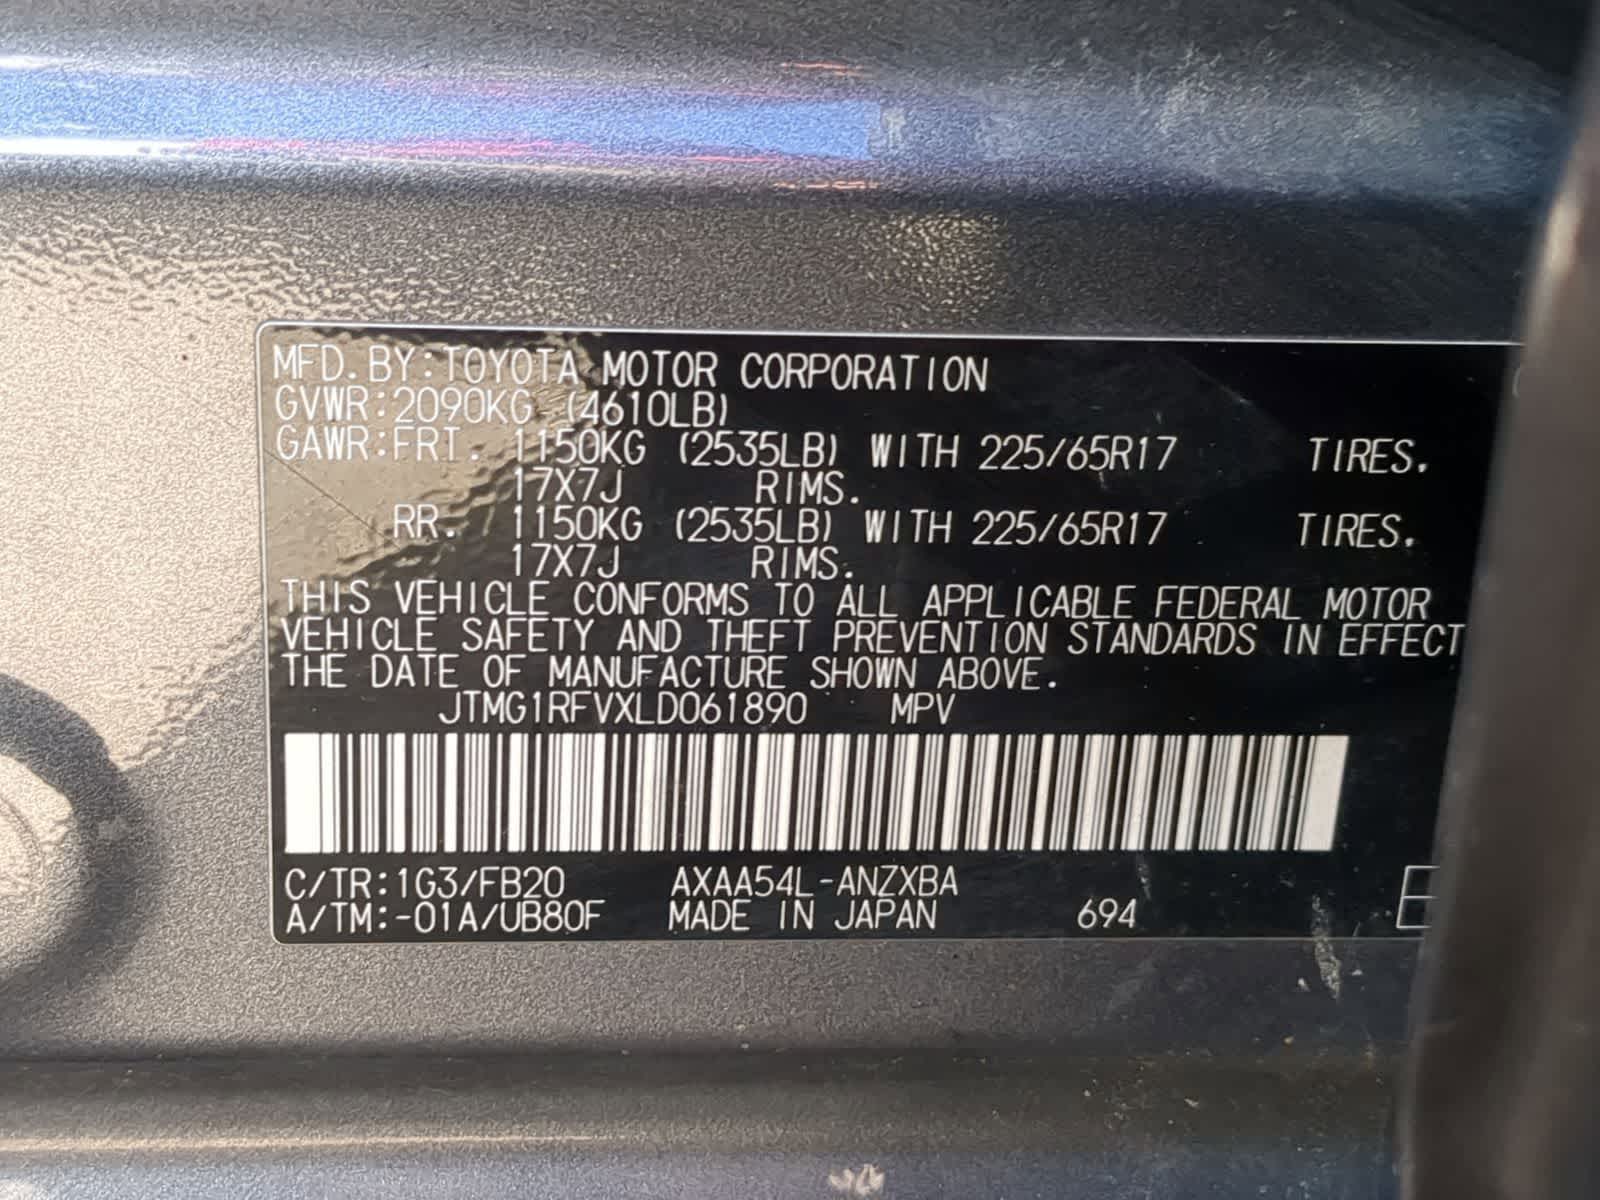 MFD. BY: TOYOTA MOTOR CORPORATION
GVWR: 2090KG (4610LB)
GAWR: FRT. 1150KG (2535LB) WITH 225/65R17 TIRES.
17X7J RIMS.
RR. 1150KG (2535LB) WITH 225/65R17 TIRES.
17X7J RIMS.
THIS VEHICLE CONFORMS TO ALL APPLICABLE FEDERAL MOTOR
VEHICLE SAFETY AND THEFT PREVENTION STANDARDS IN EFFECT
THE DATE OF MANUFACTURE SHOWN ABOVE.
JTMG1RFVXLD061890 MPV
C/TR: 1G3/FB20 AXAA54L-ANZXBA
A/TM: -01A/UB80F MADE IN JAPAN 694